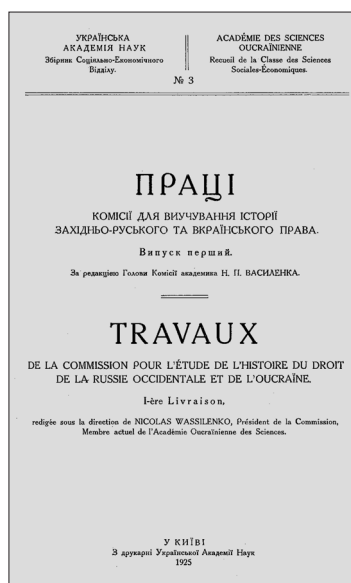 УКРАЇНСЬКА
АКАДЕМІЯ НАУК
Збірник Соціяльно-Економічного
Відділу.
ACADÉMIE DES SCIENCES
OUCRAÏNIENNE
Recueil de la Classe des Sciences
Sociales-Économiques.
№ 3
ПРАЦІ
КОМІСІЇ ДЛЯ ВИУЧУВАННЯ ІСТОРІЇ
ЗАХІДНЬО-РУСЬКОГО ТА ВКРАЇНСЬКОГО ПРАВА.
Випуск перший.
За редакцією Голови Комісії академика Н. П. ВАСИЛЕНКА.
TRAVAUX
DE LA COMMISSION POUR L'ÉTUDE DE L'HISTOIRE DU DROIT
DE LA RUSSIE OCCIDENTALE ET DE L'OUCRAÏNE.
I-ère Livraison,
redigée sous la direction de NICOLAS WASSILENKO, Président de la Commission,
Membre actuel de l'Académie Oucraïnienne des Sciences.
У КИЇВІ
З друкарні Української Академії Наук
1925